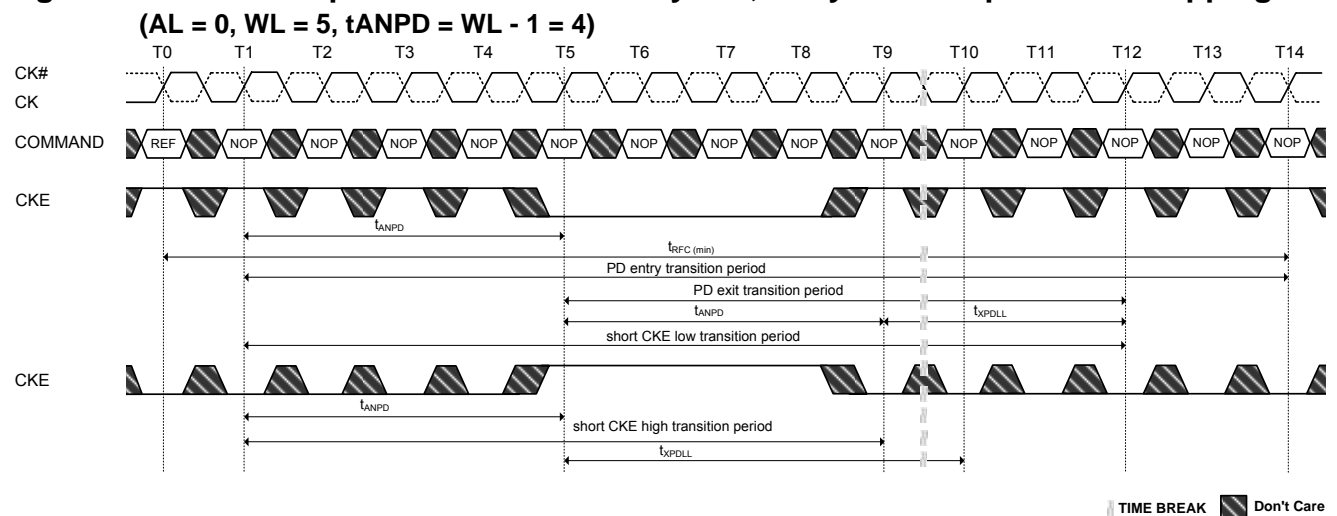 (AL = 0, WL = 5, tANPD = WL - 1 = 4)
T0 T1 T2 T3 T4 T5 T6 T7 T8 T9 T10 T11 T12 T13 T14
CK#
CK
COMMAND REF NOP NOP NOP NOP NOP NOP NOP NOP NOP NOP NOP NOP NOP NOP
CKE
tANPD
tRFC (min)
PD entry transition period
PD exit transition period
tANPD tXPDLL
short CKE low transition period
CKE
tANPD
short CKE high transition period
tXPDLL
TIME BREAK Don't Care